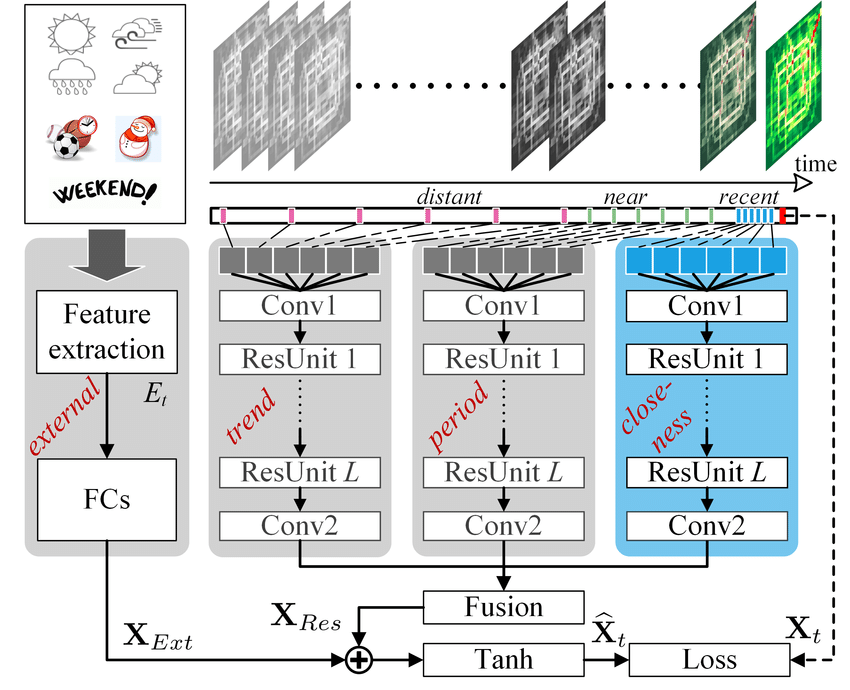 WEEKEND!
time
distant near recent
Feature
extraction
E_t
external
FCs
X_Ext
Conv1
ResUnit 1
trend
ResUnit L
Conv2
Conv1
ResUnit 1
period
ResUnit L
Conv2
Conv1
ResUnit 1
close-
ness
ResUnit L
Conv2
Fusion
X_Res
Tanh
X̂_t
Loss
X_t